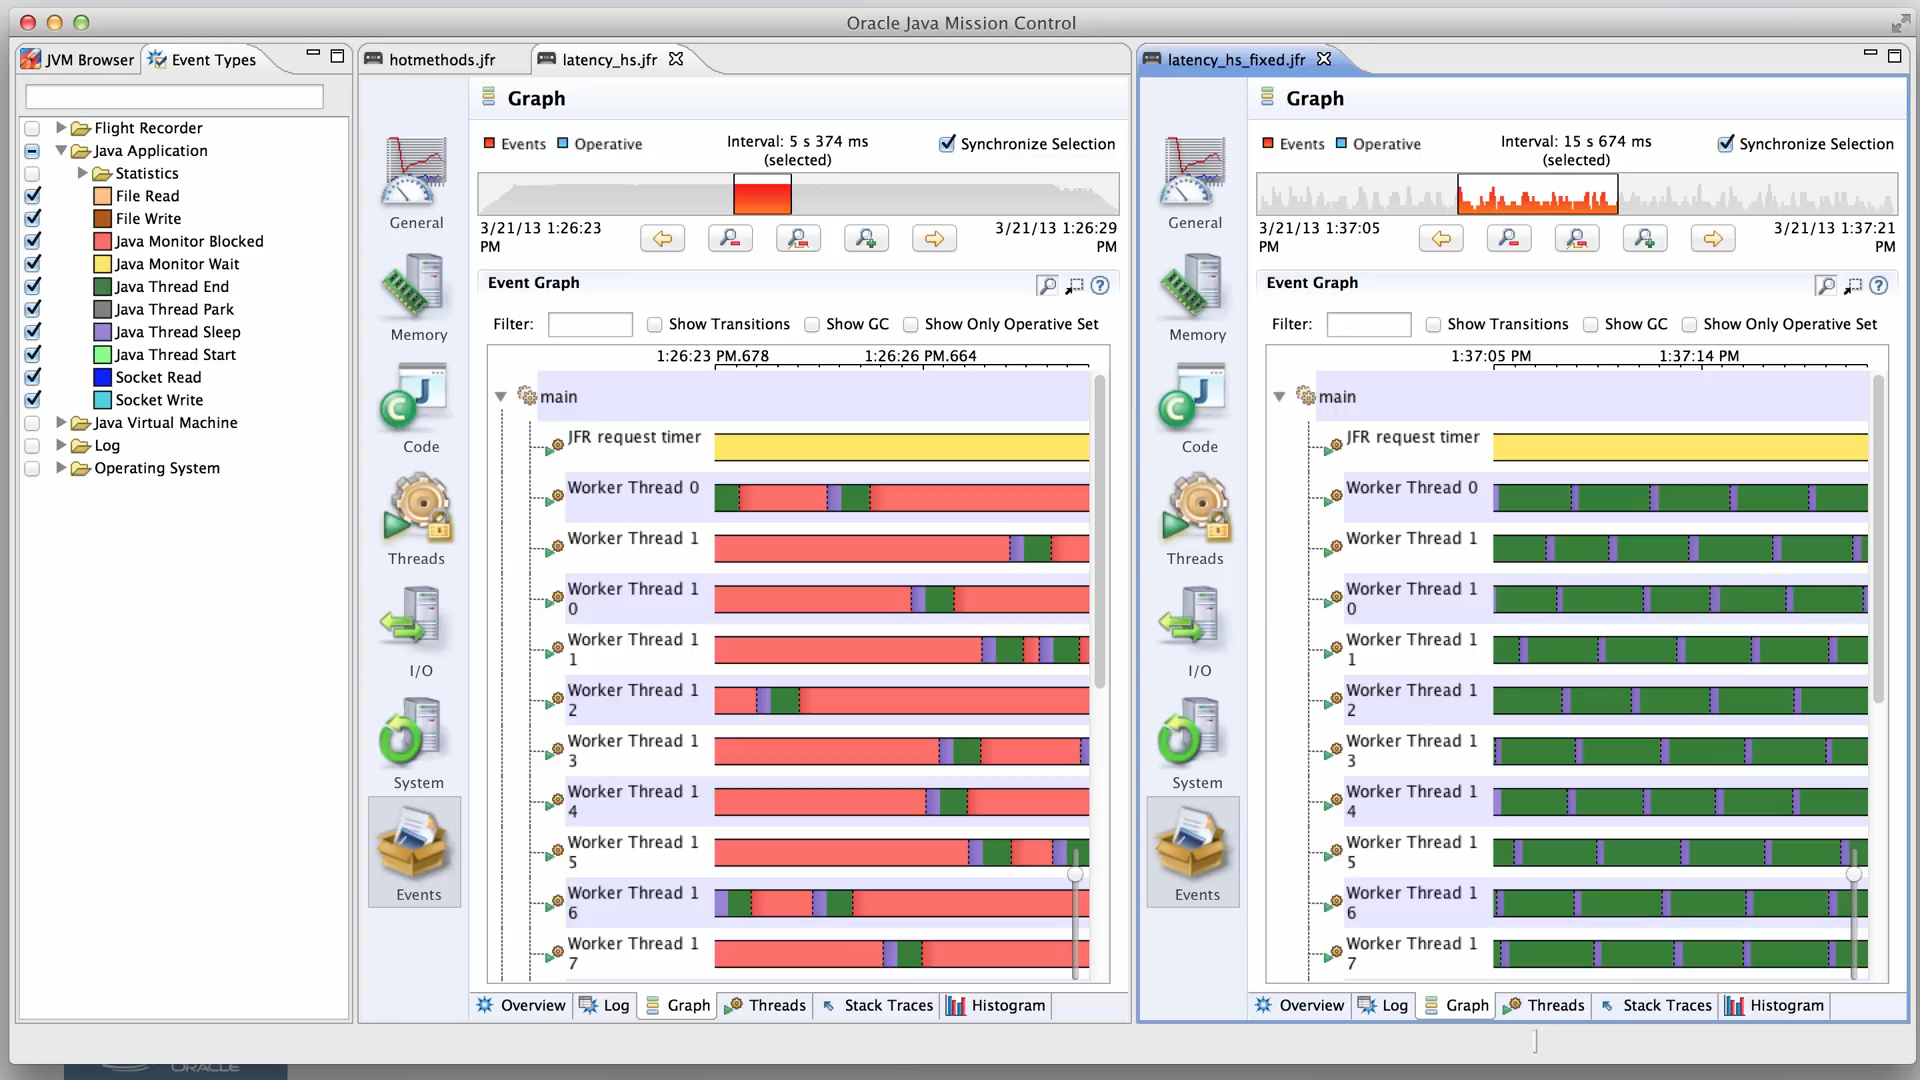 Oracle Java Mission Control
JVM Browser
Event Types
hotmethods.jfr
latency_hs.jfr
latency_hs_fixed.jfr
Flight Recorder
Java Application
Statistics
File Read
File Write
Java Monitor Blocked
Java Monitor Wait
Java Thread End
Java Thread Park
Java Thread Sleep
Java Thread Start
Socket Read
Socket Write
Java Virtual Machine
Log
Operating System
General
Memory
Code
Threads
I/O
System
Events
Graph
Events
Operative
Interval: 5 s 374 ms
(selected)
Synchronize Selection
3/21/13 1:26:23
PM
3/21/13 1:26:29
PM
Event Graph
Filter:
Show Transitions
Show GC
Show Only Operative Set
1:26:23 PM.678
1:26:26 PM.664
main
JFR request timer
Worker Thread 0
Worker Thread 1
Worker Thread 1
0
Worker Thread 1
1
Worker Thread 1
2
Worker Thread 1
3
Worker Thread 1
4
Worker Thread 1
5
Worker Thread 1
6
Worker Thread 1
7
Overview
Log
Graph
Threads
Stack Traces
Histogram
General
Memory
Code
Threads
I/O
System
Events
Graph
Events
Operative
Interval: 15 s 674 ms
(selected)
Synchronize Selection
3/21/13 1:37:05
PM
3/21/13 1:37:21
PM
Event Graph
Filter:
Show Transitions
Show GC
Show Only Operative Set
1:37:05 PM
1:37:14 PM
main
JFR request timer
Worker Thread 0
Worker Thread 1
Worker Thread 1
0
Worker Thread 1
1
Worker Thread 1
2
Worker Thread 1
3
Worker Thread 1
4
Worker Thread 1
5
Worker Thread 1
6
Worker Thread 1
7
Overview
Log
Graph
Threads
Stack Traces
Histogram
ORACLE